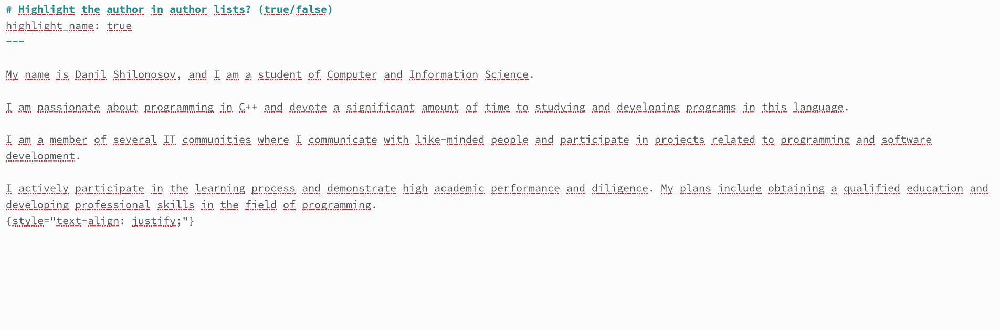 # Highlight the author in author lists? (true/false)
highlight_name: true
---
My name is Danil Shilonosov, and I am a student of Computer and Information Science.
I am passionate about programming in C++ and devote a significant amount of time to studying and developing programs in this language.
I am a member of several IT communities where I communicate with like-minded people and participate in projects related to programming and software
development.
I actively participate in the learning process and demonstrate high academic performance and diligence. My plans include obtaining a qualified education and
developing professional skills in the field of programming.
{style="text-align: justify;"}